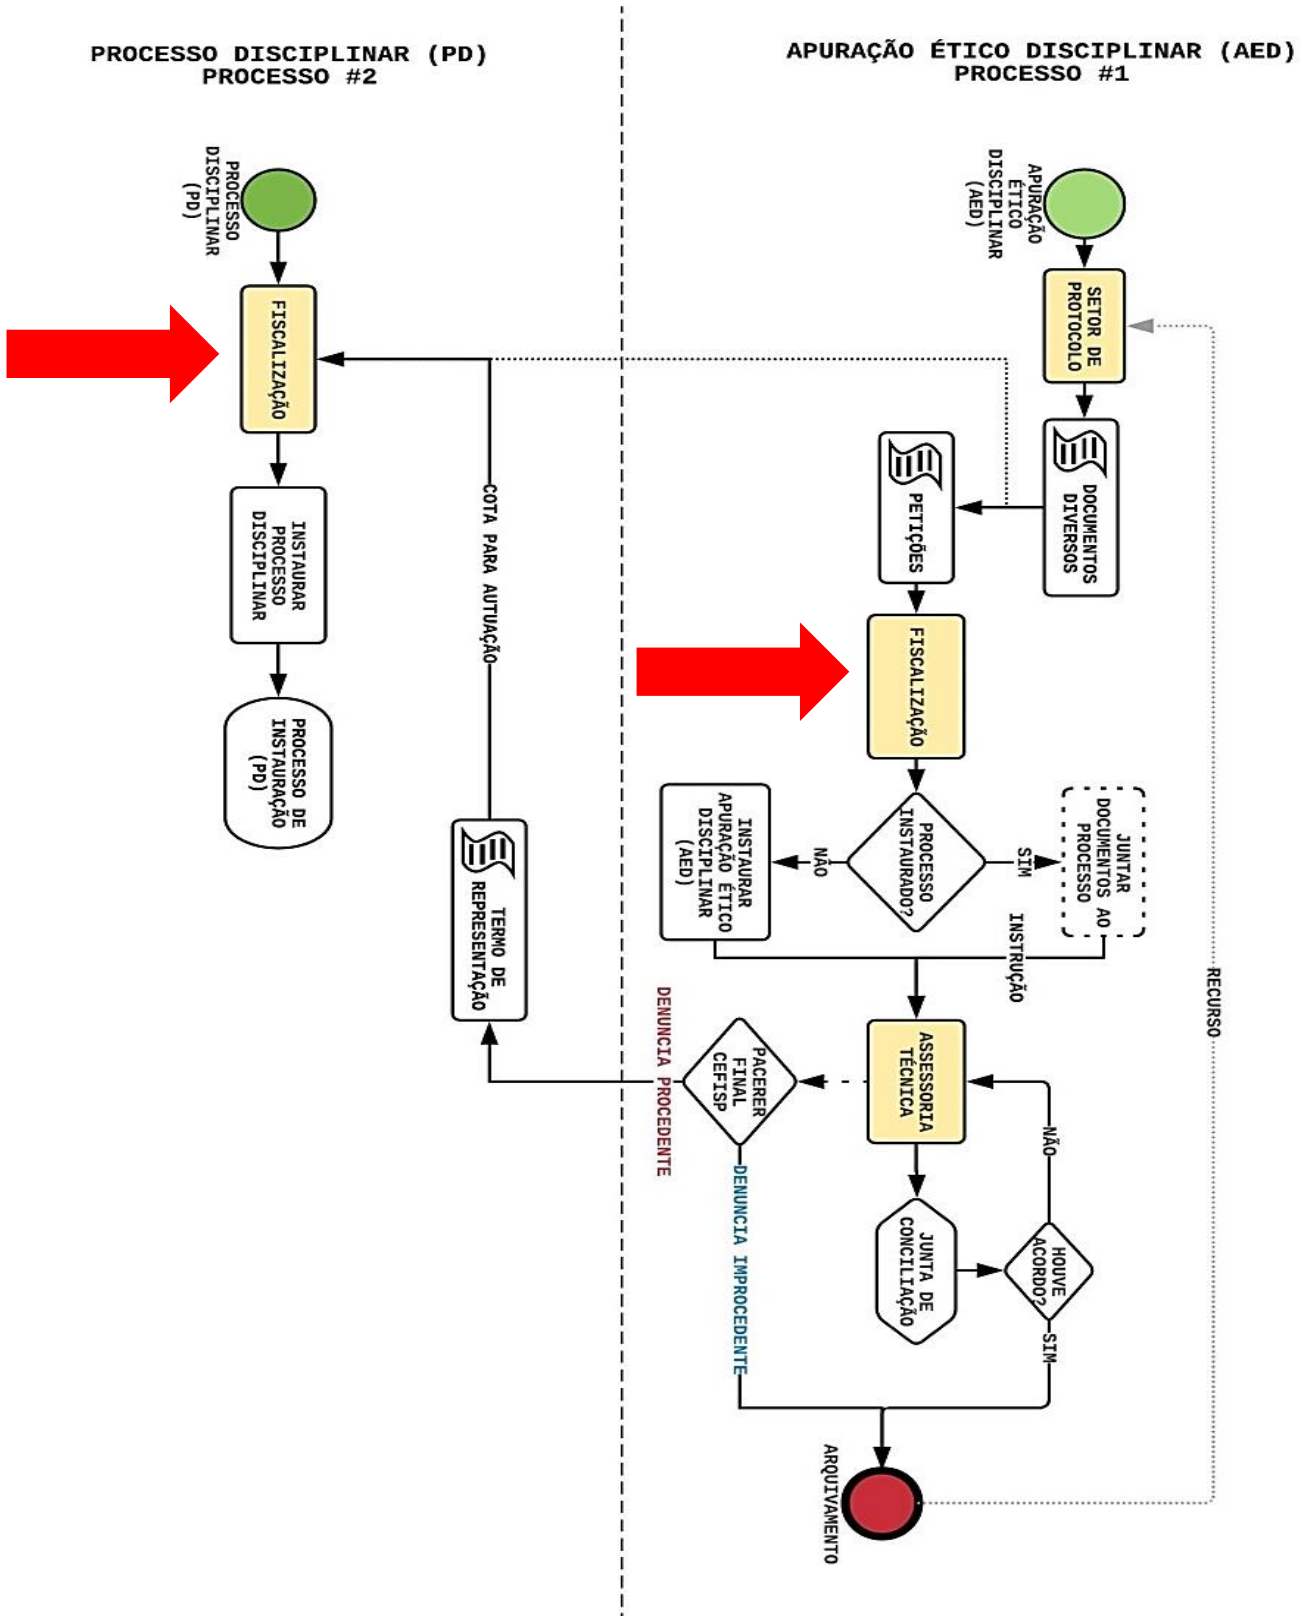 PROCESSO DISCIPLINAR (PD)
PROCESSO #2
APURAÇÃO ÉTICO DISCIPLINAR (AED)
PROCESSO #1
PROCESSO
DISCIPLINAR
(PD)
FISCALIZAÇÃO
INSTAURAR
PROCESSO
DISCIPLINAR
PROCESSO DE
INSTAURAÇÃO
(PD)
COTA PARA AUTUAÇÃO
TERMO DE
REPRESENTAÇÃO
APURAÇÃO
ÉTICO
DISCIPLINAR
(AED)
SETOR DE
PROTOCOLO
DOCUMENTOS
DIVERSOS
PETIÇÕES
FISCALIZAÇÃO
PROCESSO
INSTAURADO?
SIM
NÃO
JUNTAR
DOCUMENTOS AO
PROCESSO
INSTAURAR
APURAÇÃO ÉTICO
DISCIPLINAR
(AED)
INSTRUÇÃO
ASSESSORIA
TÉCNICA
PACERER
FINAL
CEFISP
DENUNCIA PROCEDENTE
DENUNCIA IMPROCEDENTE
JUNTA DE
CONCILIAÇÃO
HOUVE
ACORDO?
NÃO
SIM
ARQUIVAMENTO
RECURSO